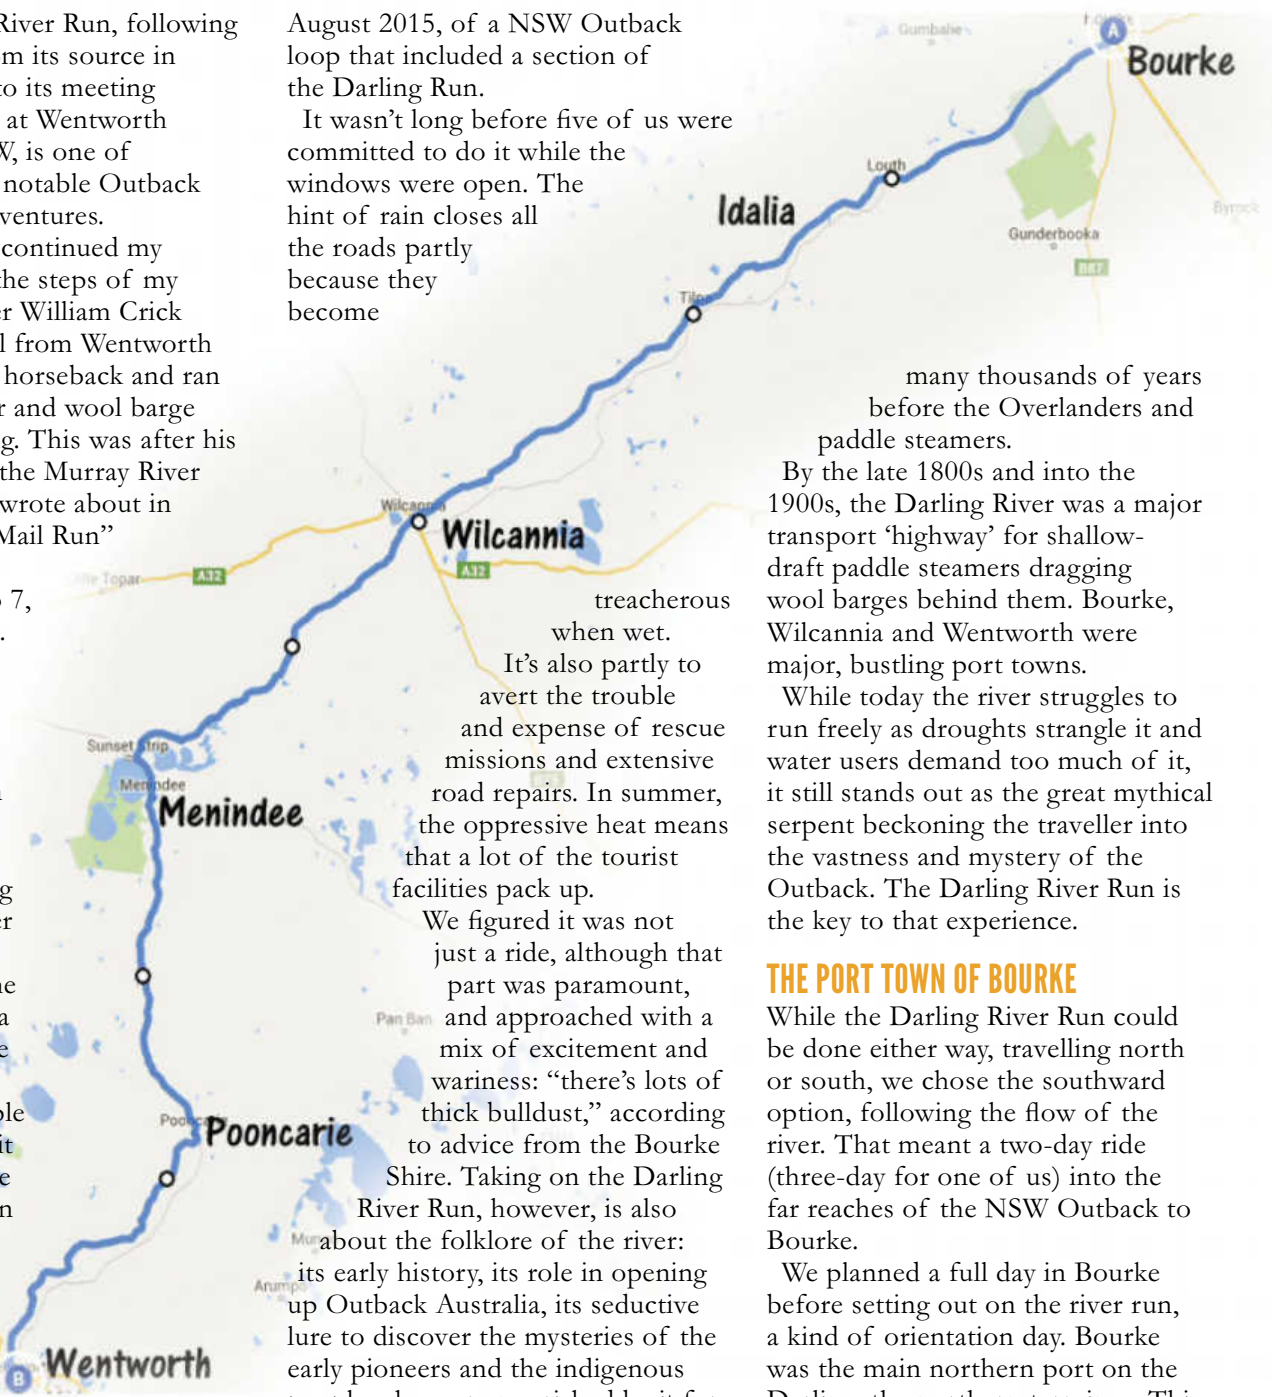 River Run, following
m its source in
to its meeting
at Wentworth
W, is one of
notable Outback
ventures.
continued my
the steps of my
er William Crick
l from Wentworth
horseback and ran
r and wool barge
g. This was after his
the Murray River
wrote about in
Mail Run”
7,
.
g
er
ne
a
e
ole
it
e
n
August 2015, of a NSW Outback
loop that included a section of
the Darling Run.
It wasn’t long before five of us were
committed to do it while the
windows were open. The
hint of rain closes all
the roads partly
because they
become
treacherous
when wet.
It’s also partly to
avert the trouble
and expense of rescue
missions and extensive
road repairs. In summer,
the oppressive heat means
that a lot of the tourist
facilities pack up.
We figured it was not
just a ride, although that
part was paramount,
and approached with a
mix of excitement and
wariness: “there’s lots of
thick bulldust,” according
to advice from the Bourke
Shire. Taking on the Darling
River Run, however, is also
about the folklore of the river:
its early history, its role in opening
up Outback Australia, its seductive
lure to discover the mysteries of the
early pioneers and the indigenous
many thousands of years
before the Overlanders and
paddle steamers.
By the late 1800s and into the
1900s, the Darling River was a major
transport ‘highway’ for shallow-
draft paddle steamers dragging
wool barges behind them. Bourke,
Wilcannia and Wentworth were
major, bustling port towns.
While today the river struggles to
run freely as droughts strangle it and
water users demand too much of it,
it still stands out as the great mythical
serpent beckoning the traveller into
the vastness and mystery of the
Outback. The Darling River Run is
the key to that experience.
THE PORT TOWN OF BOURKE
While the Darling River Run could
be done either way, travelling north
or south, we chose the southward
option, following the flow of the
river. That meant a two-day ride
(three-day for one of us) into the
far reaches of the NSW Outback to
Bourke.
We planned a full day in Bourke
before setting out on the river run,
a kind of orientation day. Bourke
was the main northern port on the
Gumbalie
A
Bourke
Louth
Idalia
Byrock
Gunderbooka
B87
Tilpa
Wilcannia
Wilcannia
A32
A32
Topar
Sunset Strip
Menindee
Menindee
Pan Ban
Pooncarie
Arumpo
Wentworth
B